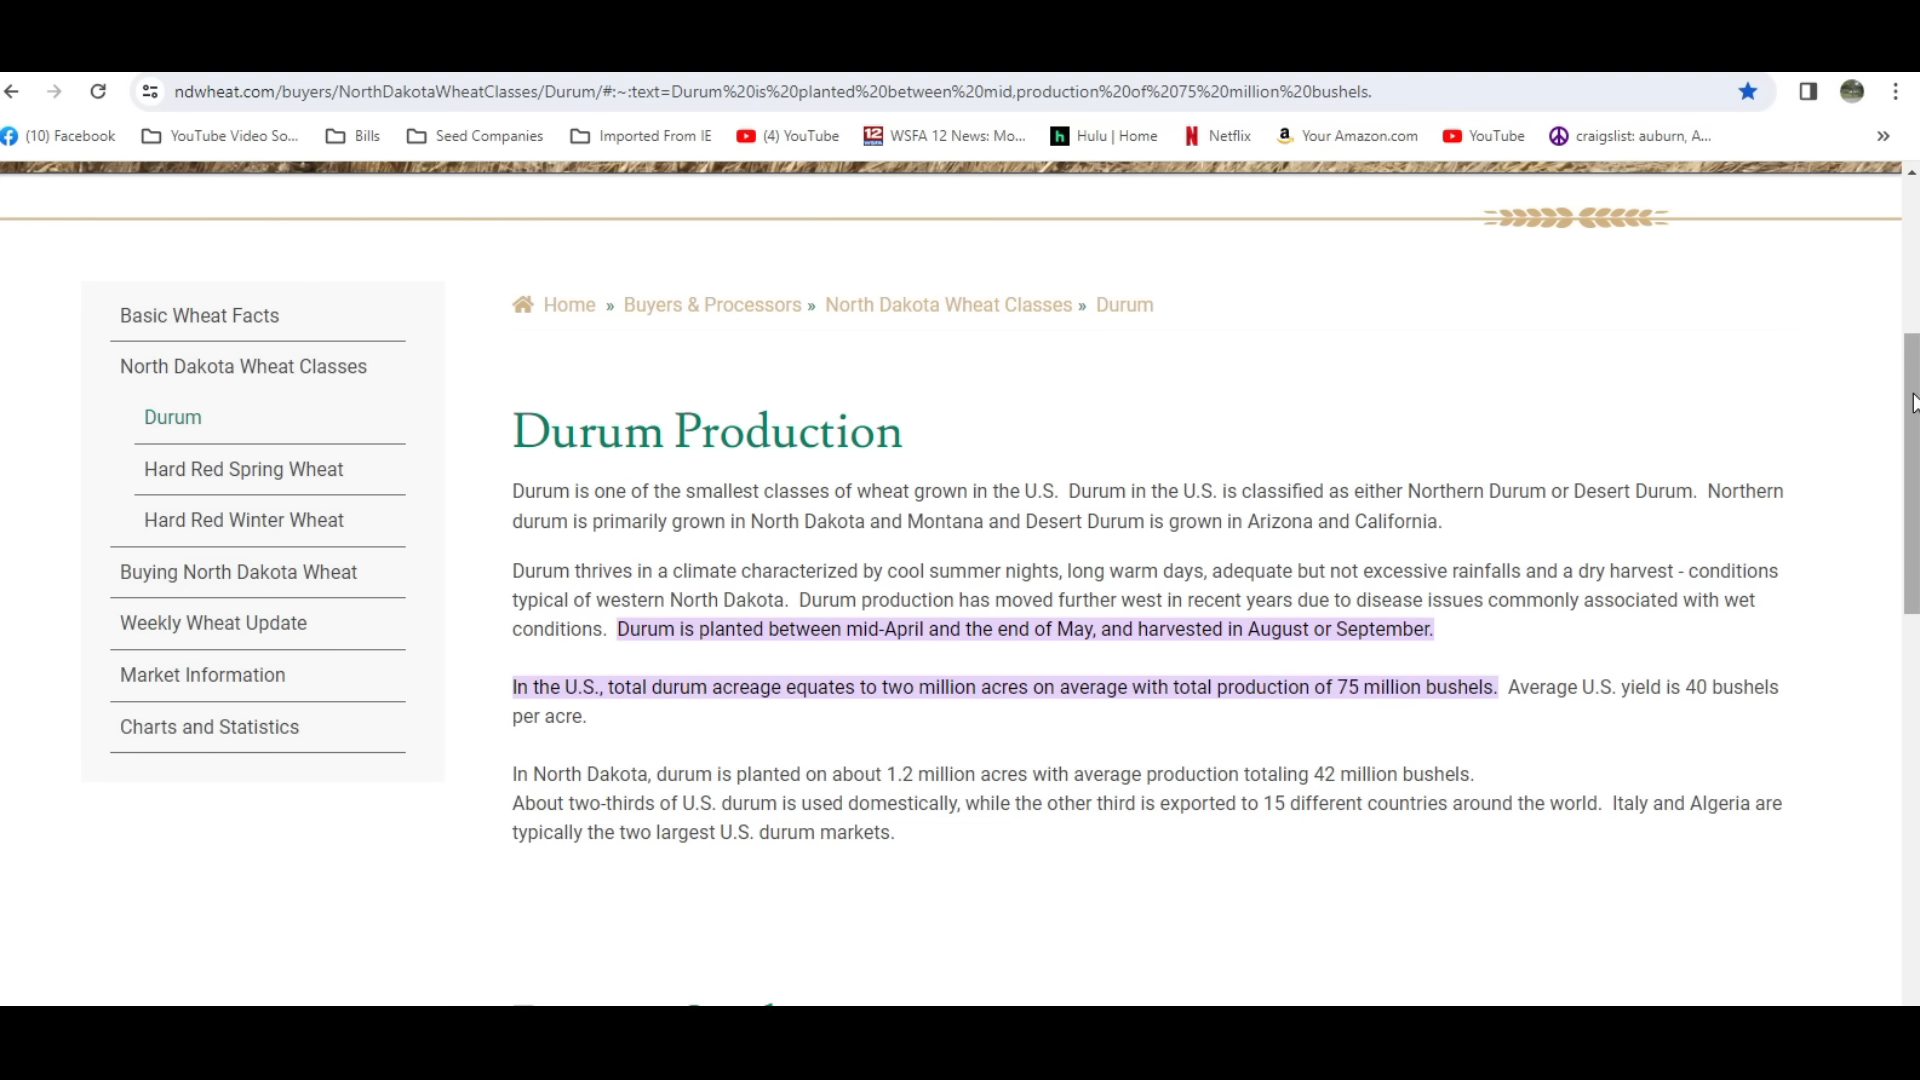 ndwheat.com/buyers/NorthDakotaWheatClasses/Durum/#:~:text=Durum%20is%20planted%20between%20mid,production%20of%2075%20million%20bushels.
(10) Facebook YouTube Video So... Bills Seed Companies Imported From IE (4) YouTube 12 WSFA WSFA 12 News: Mo... h Hulu | Home N Netflix a Your Amazon.com YouTube craigslist: auburn, A... »
Home » Buyers & Processors » North Dakota Wheat Classes » Durum
Basic Wheat Facts
North Dakota Wheat Classes
Durum
Hard Red Spring Wheat
Hard Red Winter Wheat
Buying North Dakota Wheat
Weekly Wheat Update
Market Information
Charts and Statistics
Durum Production
Durum is one of the smallest classes of wheat grown in the U.S. Durum in the U.S. is classified as either Northern Durum or Desert Durum. Northern
durum is primarily grown in North Dakota and Montana and Desert Durum is grown in Arizona and California.
Durum thrives in a climate characterized by cool summer nights, long warm days, adequate but not excessive rainfalls and a dry harvest - conditions
typical of western North Dakota. Durum production has moved further west in recent years due to disease issues commonly associated with wet
conditions. Durum is planted between mid-April and the end of May, and harvested in August or September.
In the U.S., total durum acreage equates to two million acres on average with total production of 75 million bushels. Average U.S. yield is 40 bushels
per acre.
In North Dakota, durum is planted on about 1.2 million acres with average production totaling 42 million bushels.
About two-thirds of U.S. durum is used domestically, while the other third is exported to 15 different countries around the world. Italy and Algeria are
typically the two largest U.S. durum markets.